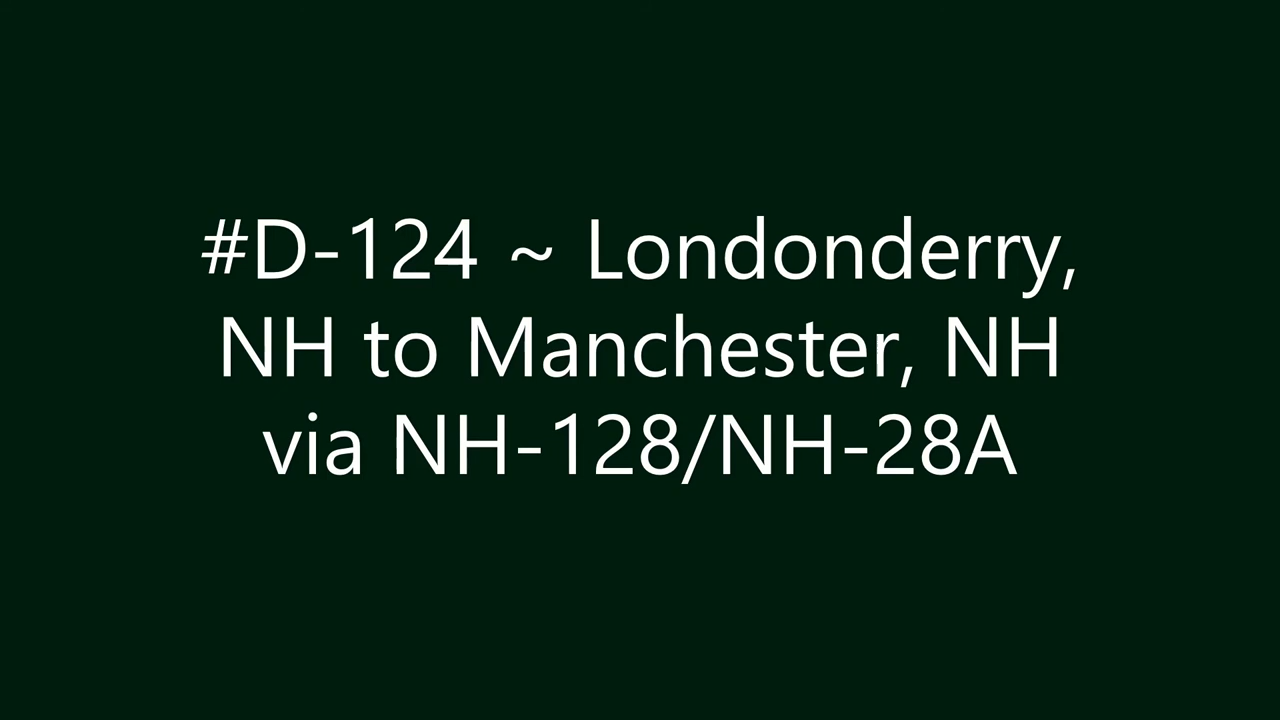 #D-124 ~ Londonderry,
NH to Manchester, NH
via NH-128/NH-28A